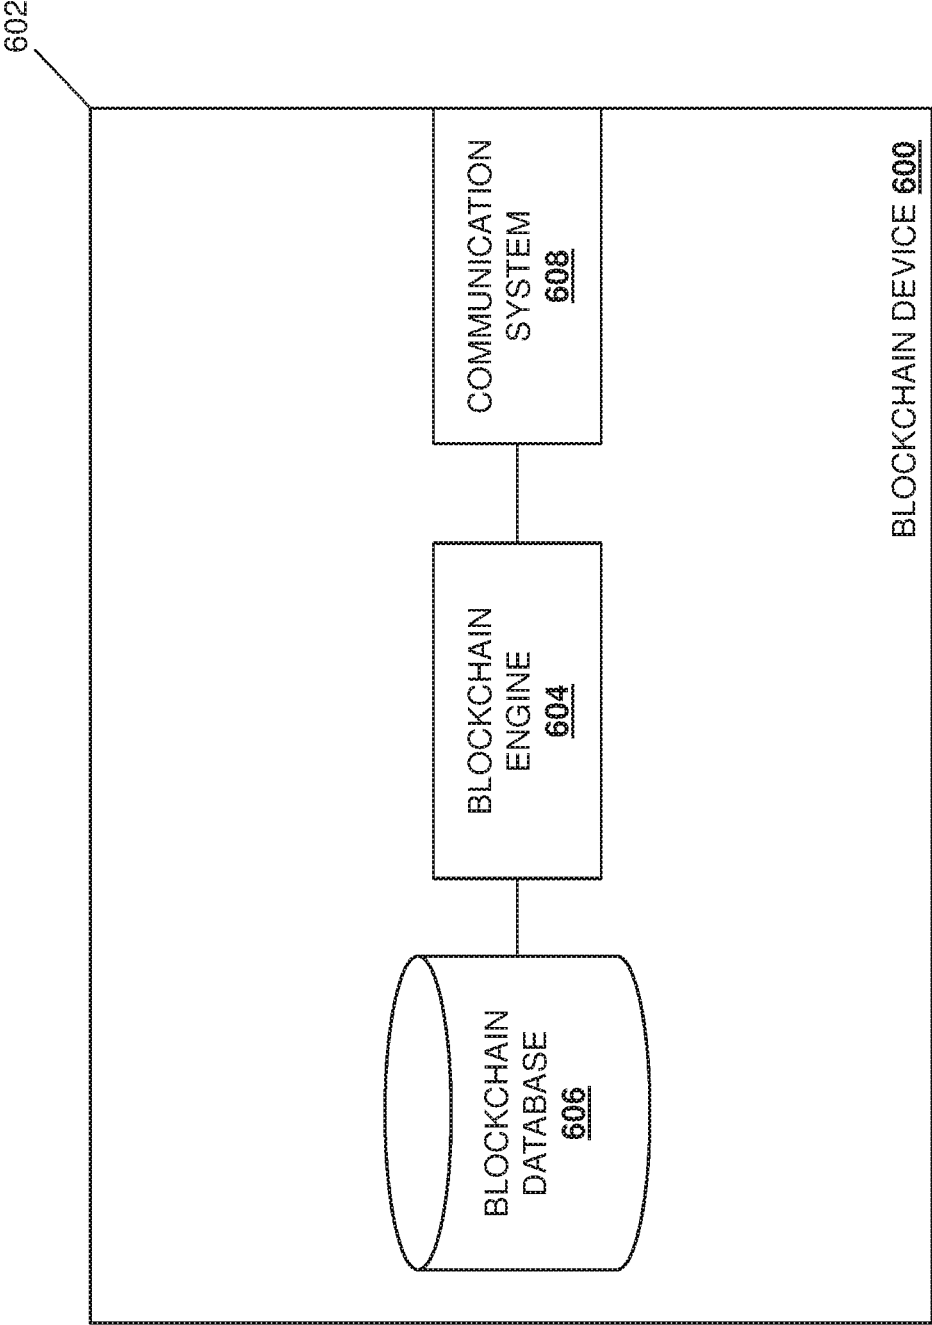 602
BLOCKCHAIN
DATABASE
606
BLOCKCHAIN
ENGINE
604
COMMUNICATION
SYSTEM
608
BLOCKCHAIN DEVICE 600